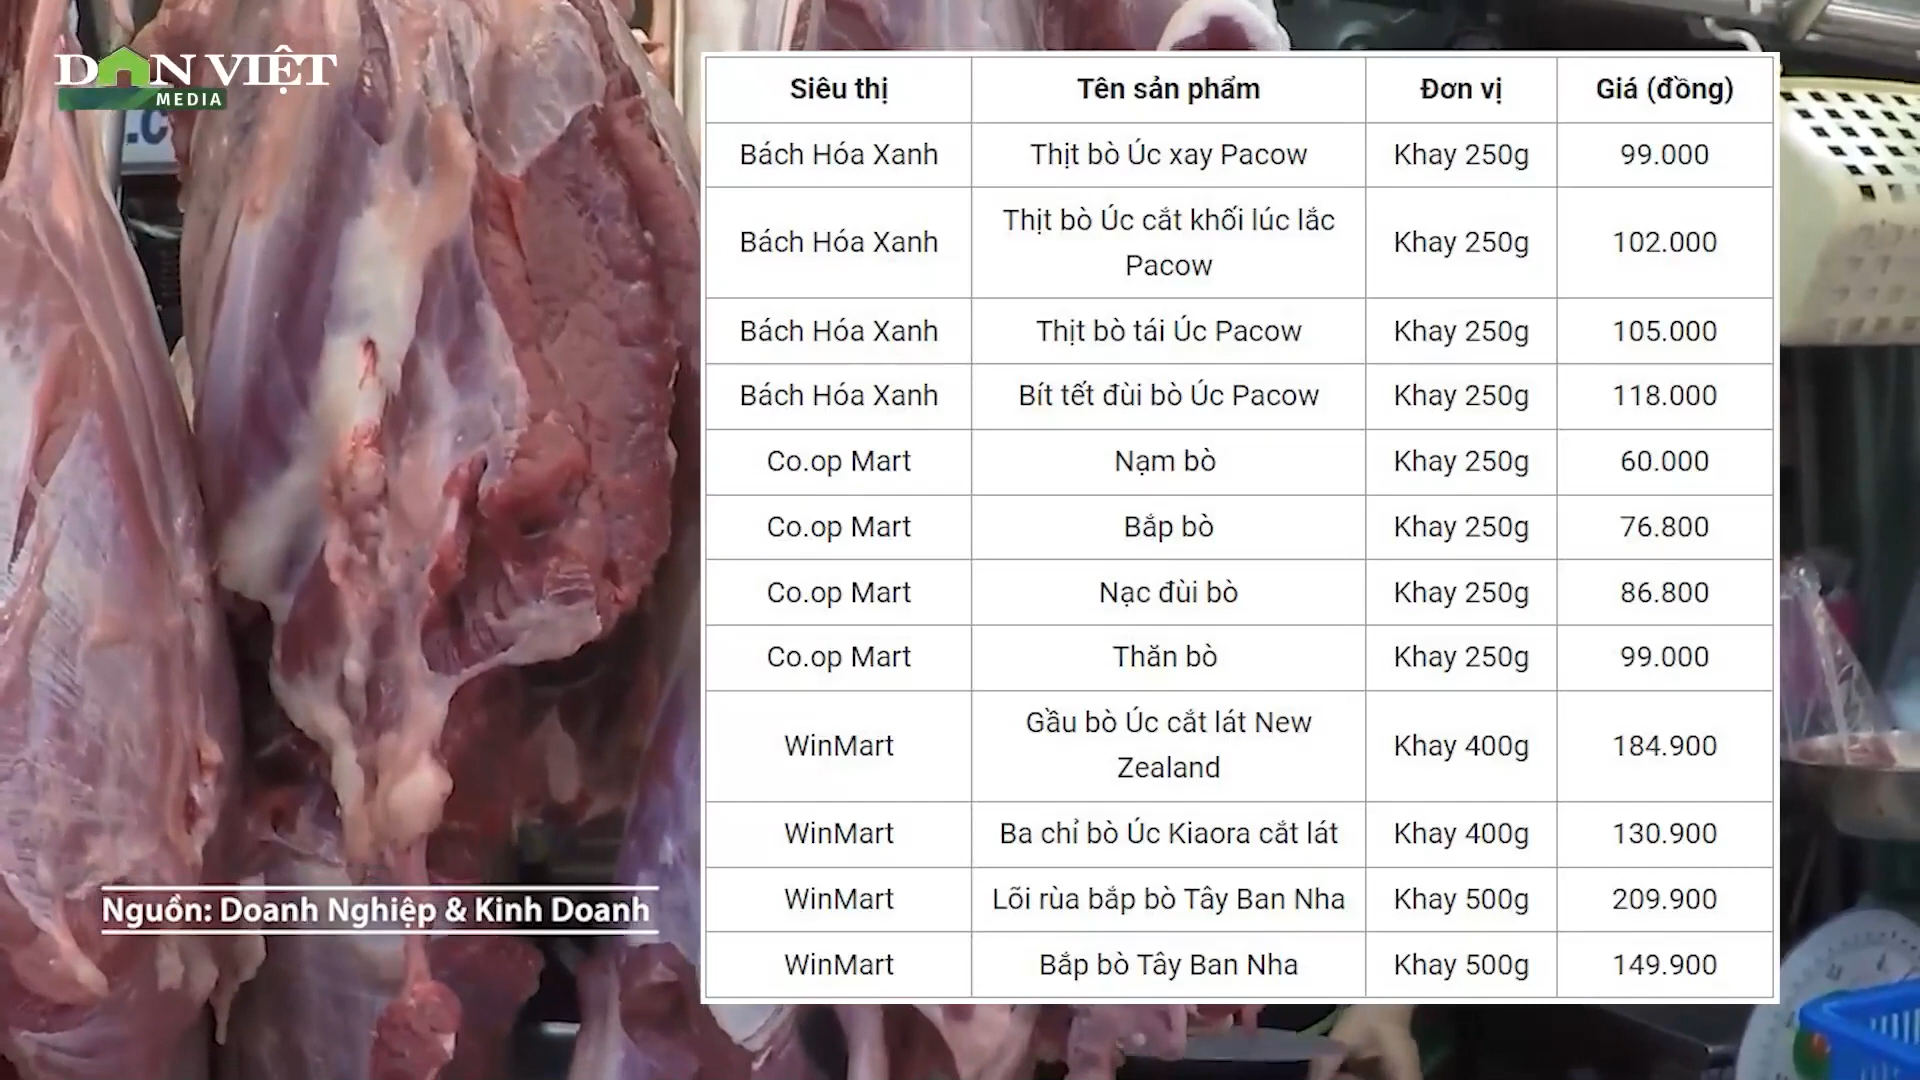 DÂN VIỆT
MEDIA
.C
Siêu thị Tên sản phẩm Đơn vị Giá (đồng)
Bách Hóa Xanh Thịt bò Úc xay Pacow Khay 250g 99.000
Bách Hóa Xanh Thịt bò Úc cắt khối lúc lắc Pacow Khay 250g 102.000
Bách Hóa Xanh Thịt bò tái Úc Pacow Khay 250g 105.000
Bách Hóa Xanh Bít tết đùi bò Úc Pacow Khay 250g 118.000
Co.op Mart Nạm bò Khay 250g 60.000
Co.op Mart Bắp bò Khay 250g 76.800
Co.op Mart Nạc đùi bò Khay 250g 86.800
Co.op Mart Thăn bò Khay 250g 99.000
WinMart Gầu bò Úc cắt lát New Zealand Khay 400g 184.900
WinMart Ba chỉ bò Úc Kiaora cắt lát Khay 400g 130.900
WinMart Lõi rùa bắp bò Tây Ban Nha Khay 500g 209.900
WinMart Bắp bò Tây Ban Nha Khay 500g 149.900
Nguồn: Doanh Nghiệp & Kinh Doanh